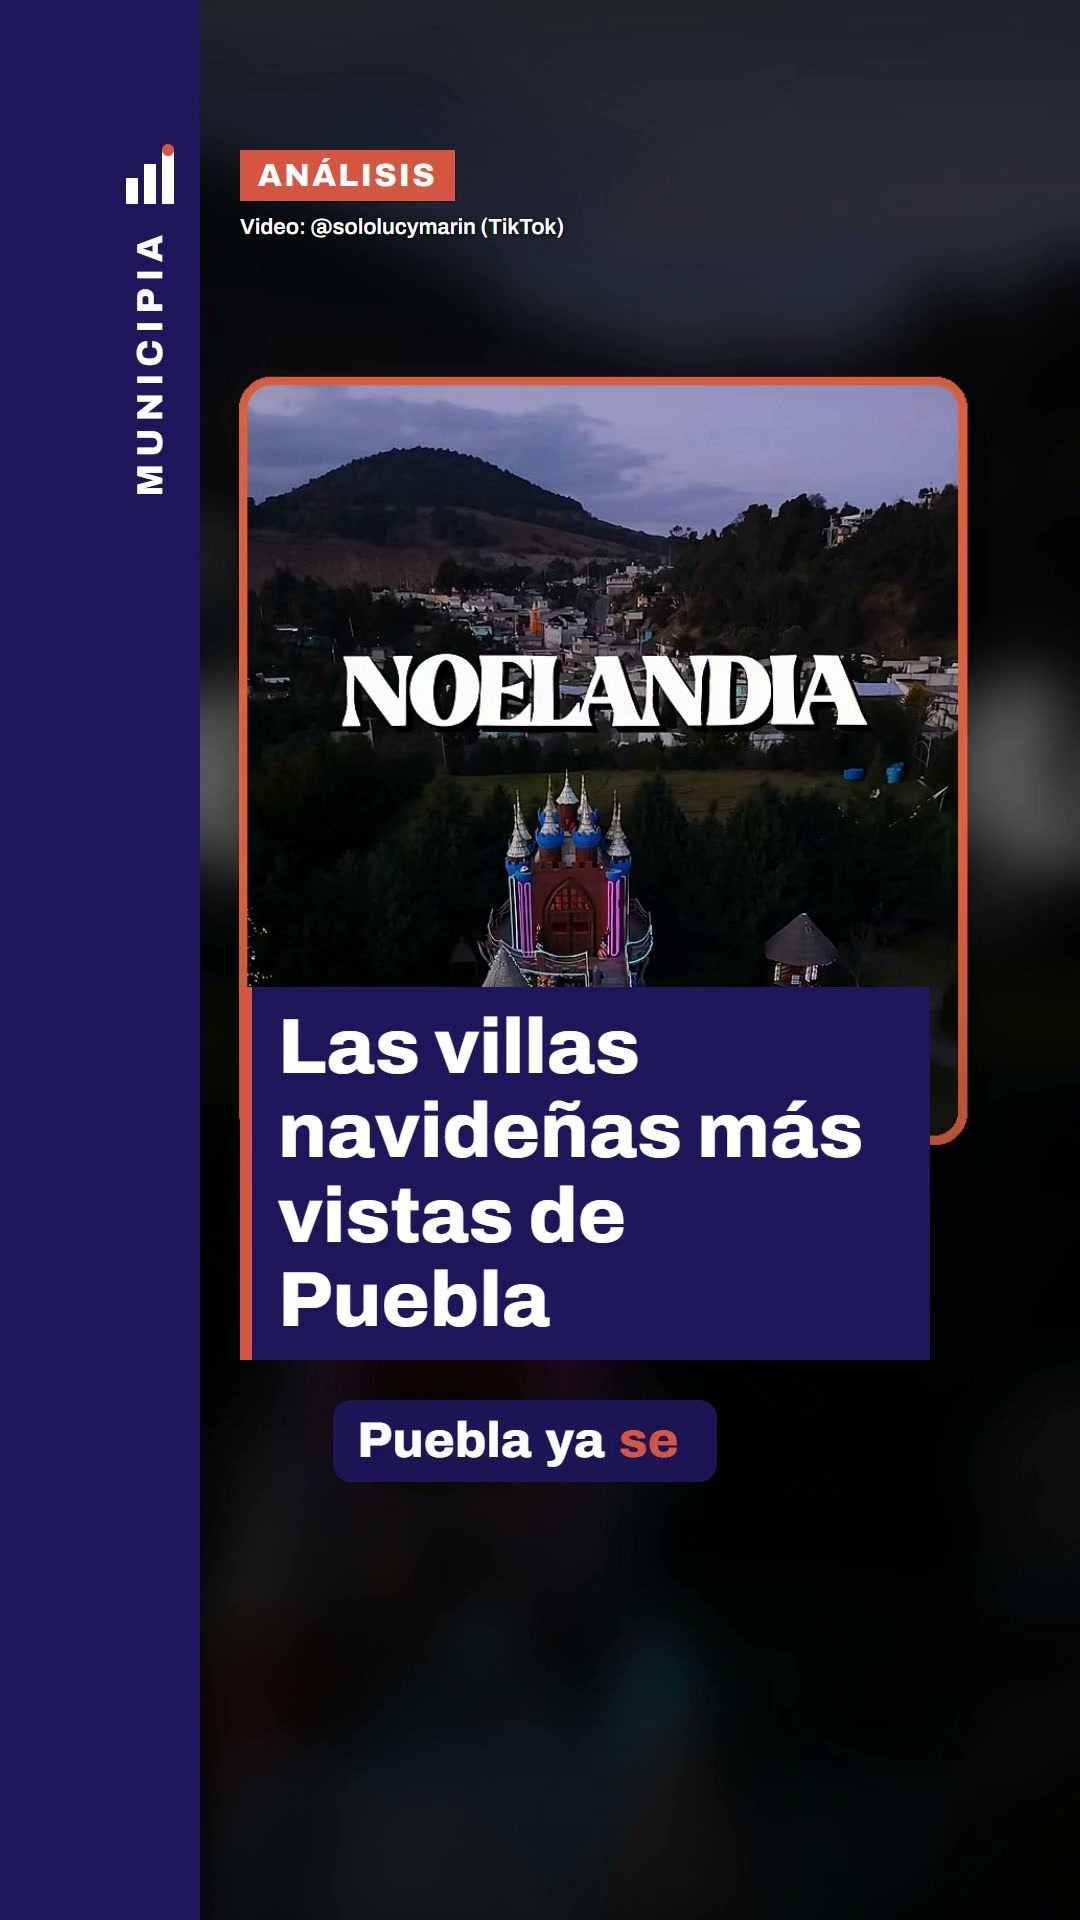 MUNICIPIA
ANÁLISIS
Video: @sololucymarin (TikTok)
NOELANDIA
Las villas
navideñas más
vistas de
Puebla
Puebla ya se